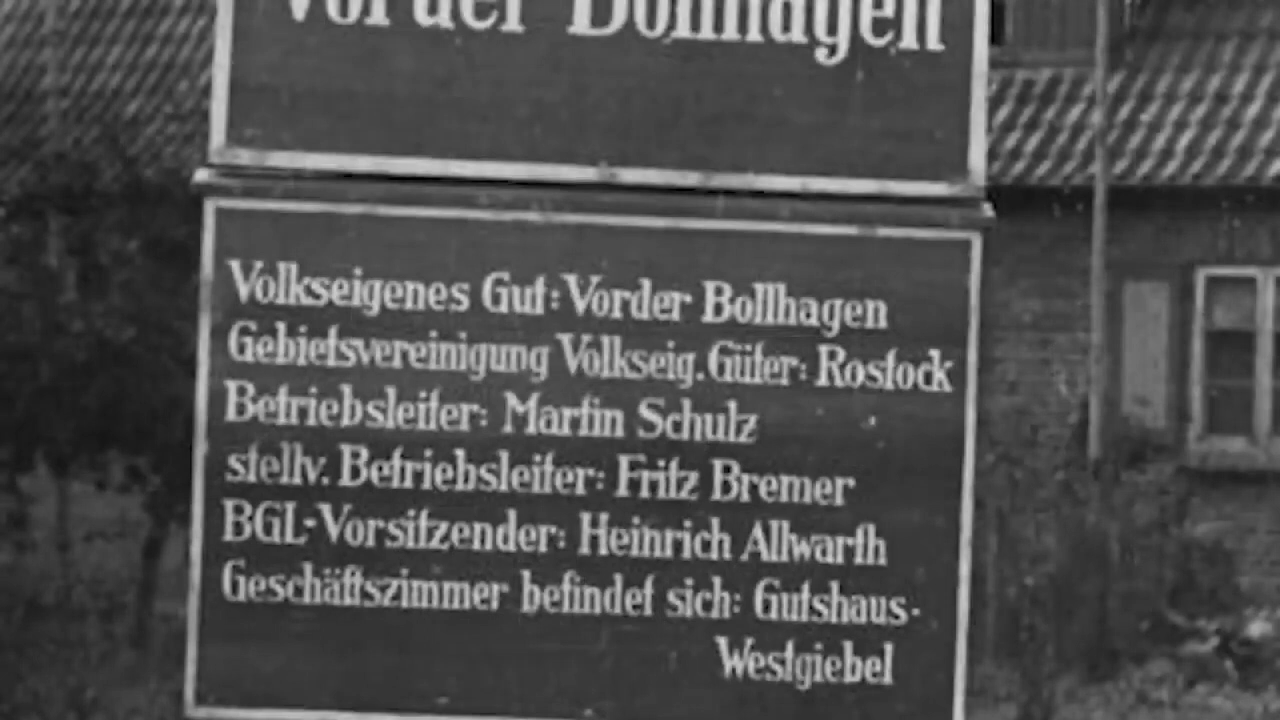 Vorder Bollhagen
Volkseigenes Gut: Vorder Bollhagen
Gebietsvereinigung Volkseig. Güter: Rostock
Betriebsleiter: Martin Schulz
stellv. Betriebsleiter: Fritz Bremer
BGL-Vorsitzender: Heinrich Allwarth
Geschäftszimmer befindet sich: Gutshaus-
Westgiebel